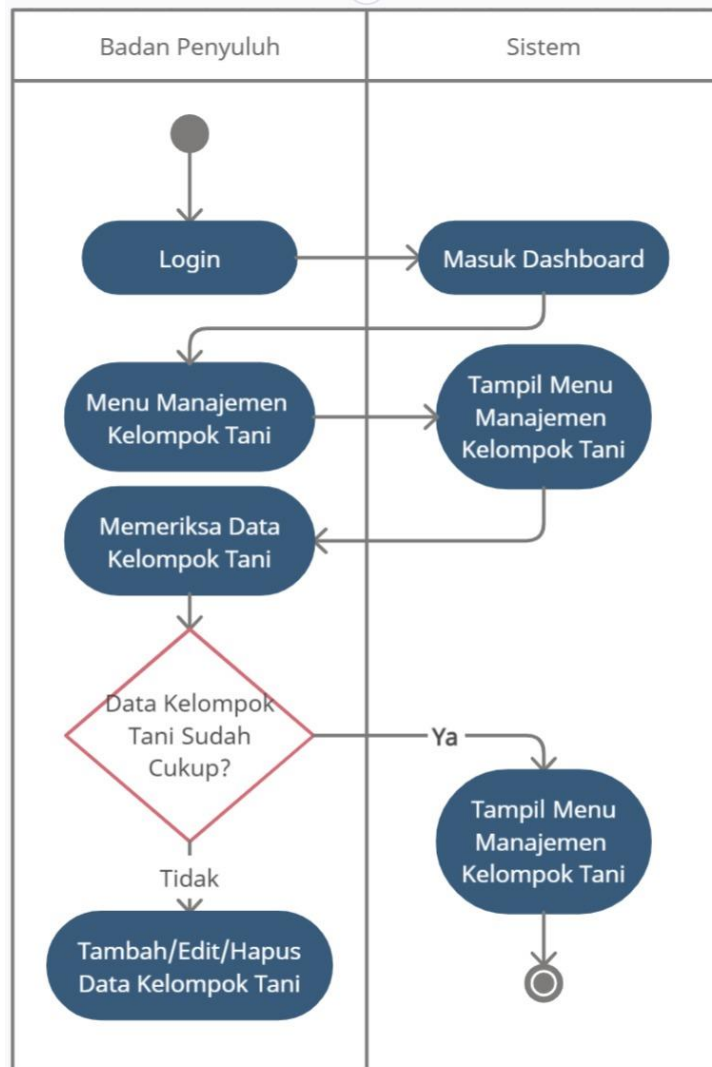 Badan Penyuluh
Sistem
Login
Masuk Dashboard
Menu Manajemen
Kelompok Tani
Tampil Menu
Manajemen
Kelompok Tani
Memeriksa Data
Kelompok Tani
Data Kelompok
Tani Sudah
Cukup?
Ya
Tampil Menu
Manajemen
Kelompok Tani
Tidak
Tambah/Edit/Hapus
Data Kelompok Tani